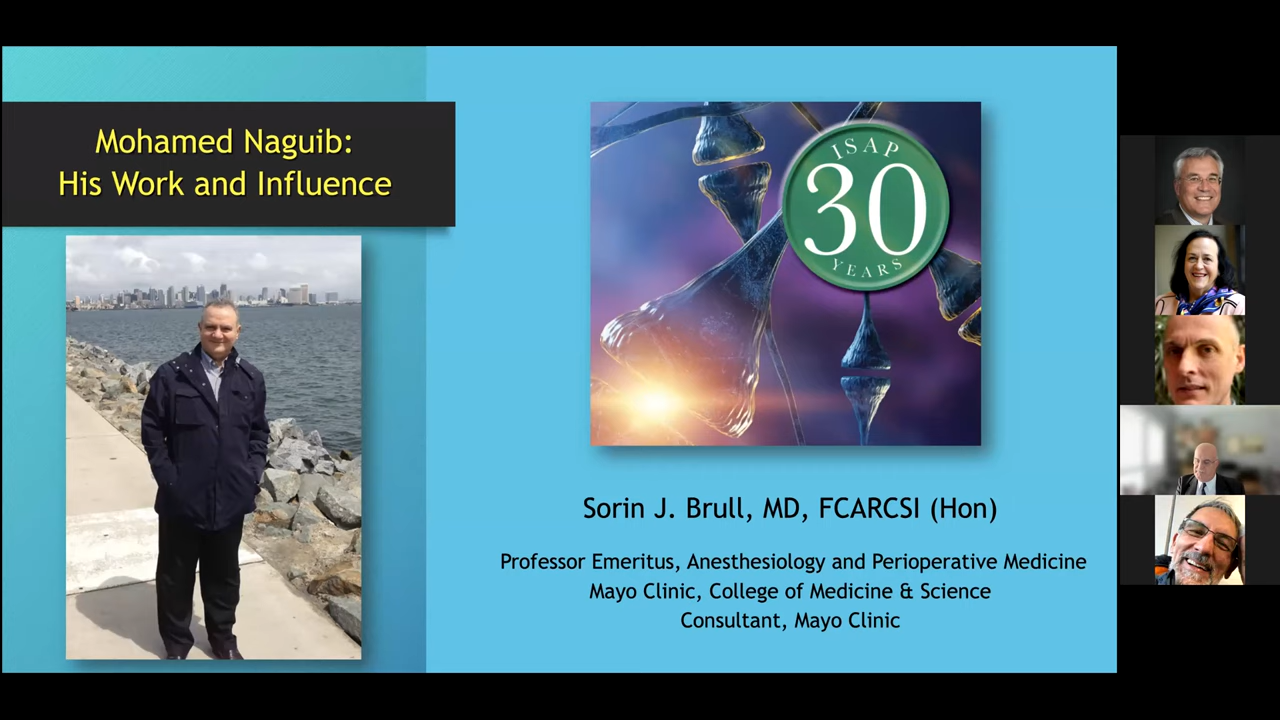 Mohamed Naguib:
His Work and Influence
ISAP
30
YEARS
Sorin J. Brull, MD, FCARCSI (Hon)
Professor Emeritus, Anesthesiology and Perioperative Medicine
Mayo Clinic, College of Medicine & Science
Consultant, Mayo Clinic